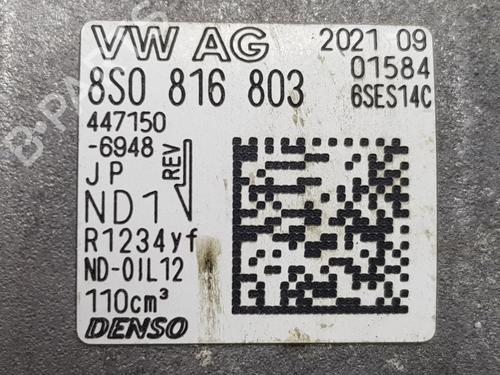 VW AG 2021 09
01584
8S0 816 803 6SES14C
447150
-6948
JP
REV
ND1
R1234yf
ND-OIL12
110cm³
DENSO
B-PARTS